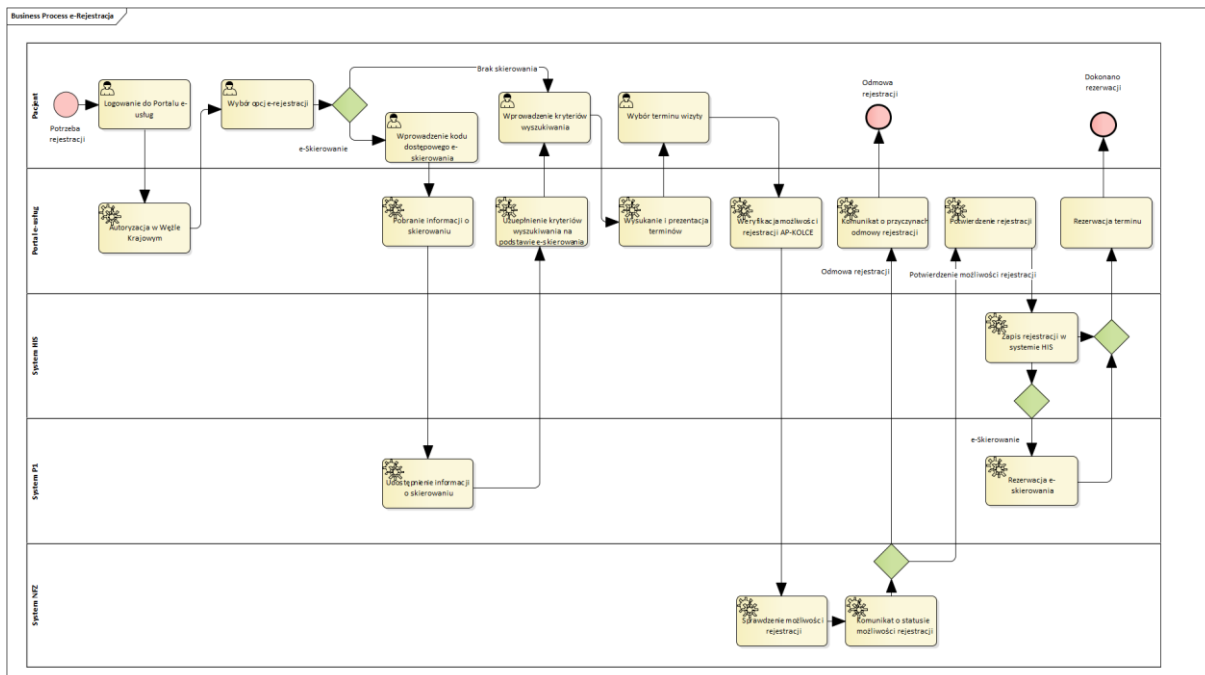 Business Process e-Rejestracja
Pacjent
Potrzeba
rejestracji
Logowanie do Portalu e-
usług
Wybór opcji e-rejestracji
Brak skierowania
e-Skierowanie
Wprowadzenie kodu
dostępowego e-
skierowania
Wprowadzenie kryteriów
wyszukiwania
Wybór terminu wizyty
Odmowa
rejestracji
Dokonano
rezerwacji
Portal e-usług
Autoryzacja w Węźle
Krajowym
Pobranie informacji o
skierowaniu
Uzuepłnienie kryteriów
wyszukiwania na
podstawie e-skierowania
Wysukanie i prezentacja
terminów
Weryfikacja możliwości
rejestracji AP-KOLCE
Komunikat o przyczynach
odmowy rejestracji
Potwierdzenie rejestracji
Rezerwacja terminu
Odmowa rejestracji
Potwierdzenie możliwości rejestracji
System HIS
Zapis rejestracji w
systemie HIS
System P1
Udostępnienie informacji
o skierowaniu
e-Skierowanie
Rezerwacja e-
skierowania
System NFZ
Sprawdzenie możliwości
rejestracji
Komunikat o statusie
możliwości rejestracji